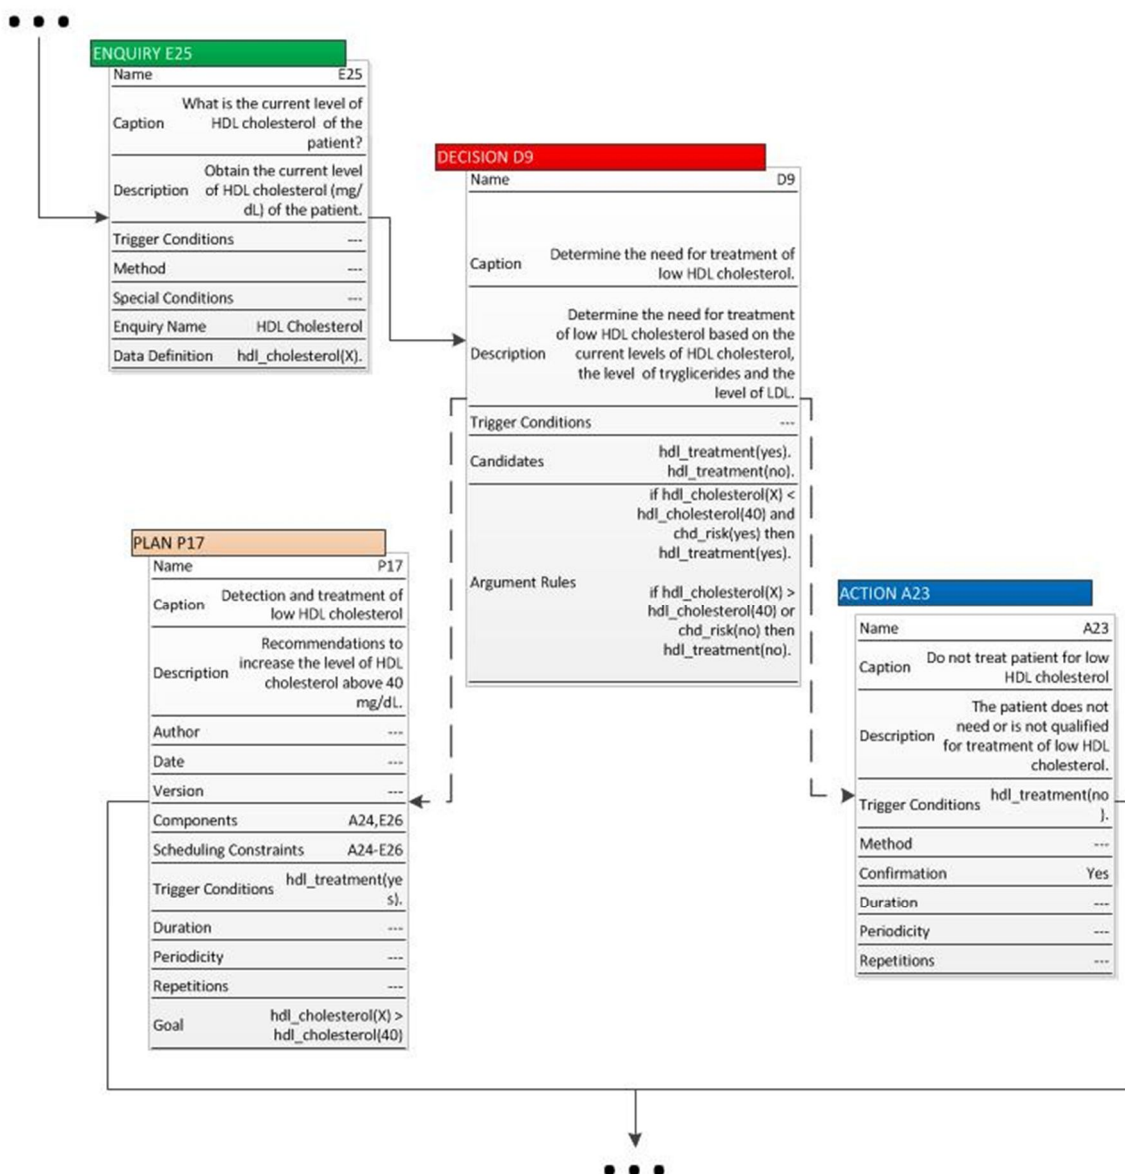 • • •
ENQUIRY E25
Name E25
What is the current level of
Caption HDL cholesterol of the
patient?
Obtain the current level
Description of HDL cholesterol (mg/
dL) of the patient.
Trigger Conditions ---
Method ---
Special Conditions ---
Enquiry Name HDL Cholesterol
Data Definition hdl_cholesterol(X).
DECISION D9
Name D9
Determine the need for treatment of
Caption
low HDL cholesterol.
Determine the need for treatment
of low HDL cholesterol based on the
Description current levels of HDL cholesterol,
the level of tryglicerides and the
level of LDL.
Trigger Conditions ---
hdl_treatment(yes).
Candidates
hdl_treatment(no).
if hdl_cholesterol(X) <
hdl_cholesterol(40) and
chd_risk(yes) then
hdl_treatment(yes).
Argument Rules
if hdl_cholesterol(X) >
hdl_cholesterol(40) or
chd_risk(no) then
hdl_treatment(no).
PLAN P17
Name P17
Detection and treatment of
Caption
low HDL cholesterol
Recommendations to
increase the level of HDL
Description
cholesterol above 40
mg/dL.
Author ---
Date ---
Version ---
Components A24,E26
Scheduling Constraints A24-E26
hdl_treatment(ye
Trigger Conditions
s).
Duration ---
Periodicity ---
Repetitions ---
hdl_cholesterol(X) >
Goal
hdl_cholesterol(40)
ACTION A23
Name A23
Do not treat patient for low
Caption
HDL cholesterol
The patient does not
need or is not qualified
Description
for treatment of low HDL
cholesterol.
hdl_treatment(no
Trigger Conditions
).
Method ---
Confirmation Yes
Duration ---
Periodicity ---
Repetitions ---
• • •